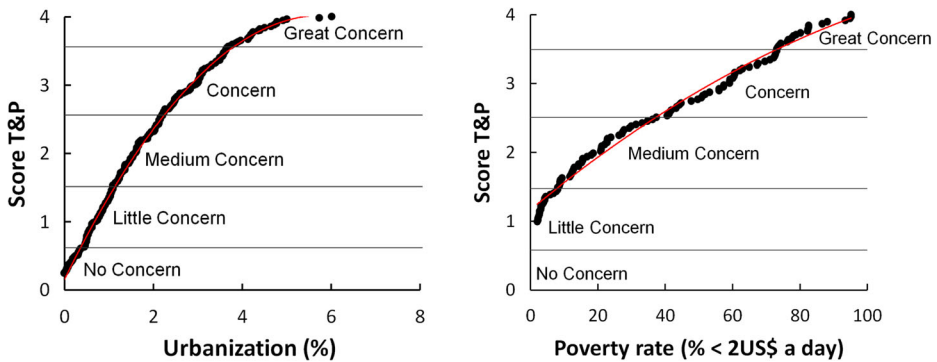 4
3
2
1
0
Score T&P
Great Concern
Concern
Medium Concern
Little Concern
No Concern
0 2 4 6 8
Urbanization (%)
4
3
2
1
0
Score T&P
Great Concern
Concern
Medium Concern
Little Concern
No Concern
0 20 40 60 80 100
Poverty rate (% < 2US$ a day)